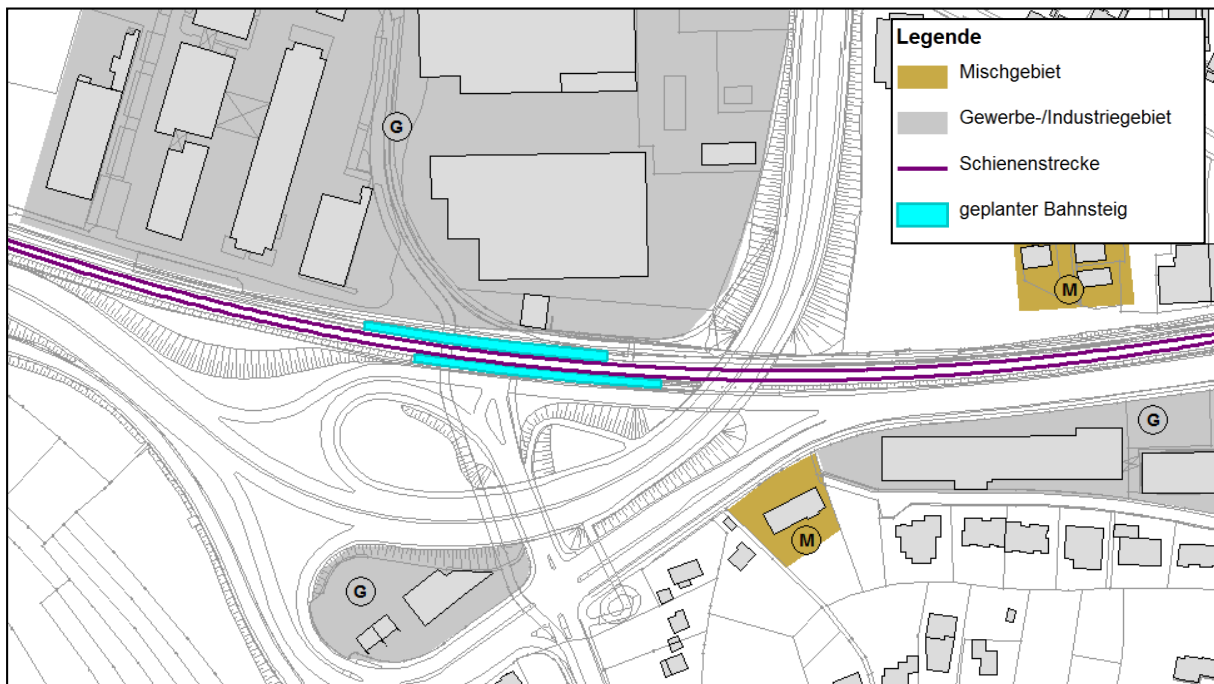 Legende
Mischgebiet
Gewerbe-/Industriegebiet
Schienenstrecke
geplanter Bahnsteig
G
M
G
M
G